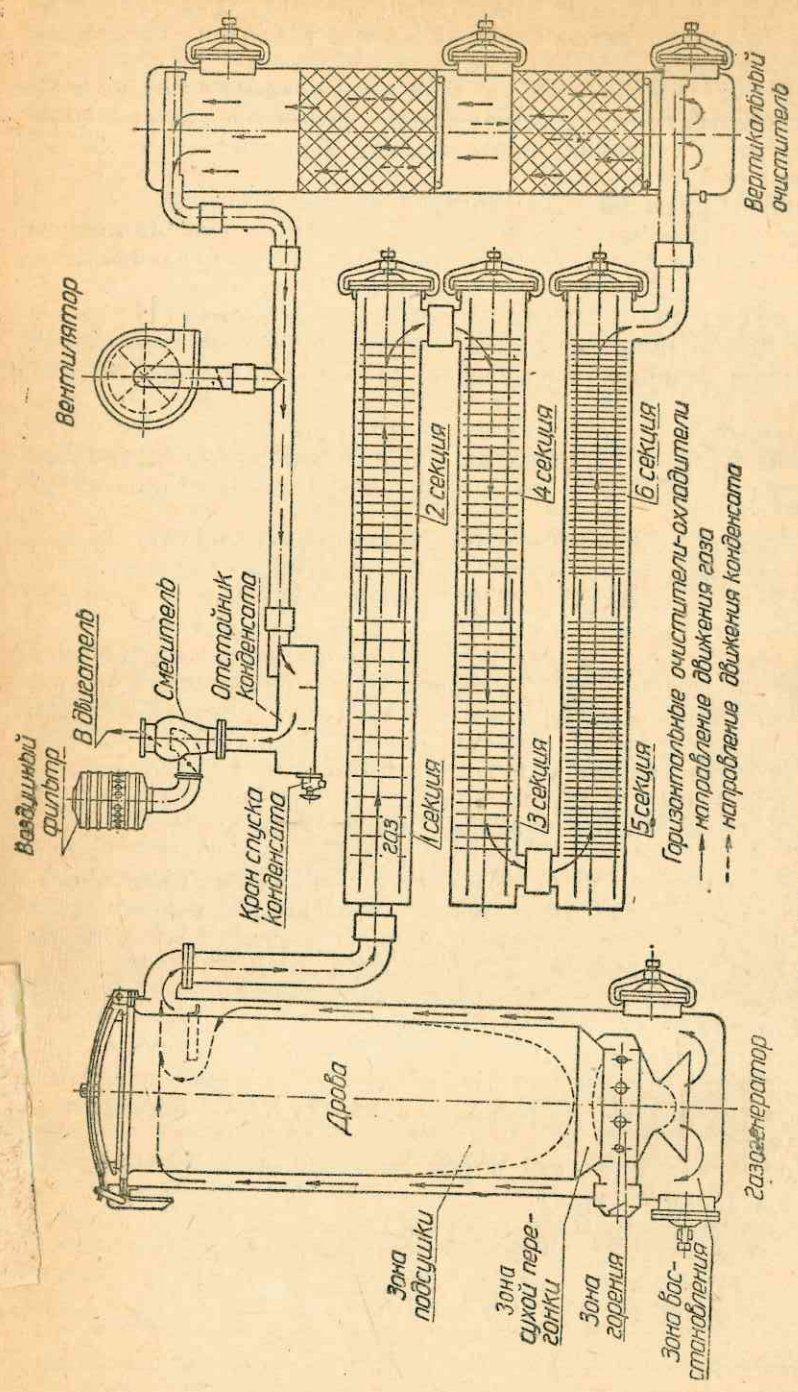 Воздушный
фильтр
В двигатель
Смеситель
Отстойник
конденсата
Вентилятор
Кран спуска
конденсата
Дрова
газ
1 секция
2 секция
3 секция
4 секция
5 секция
6 секция
Зона
подсушки
Зона
сухой пере-
гонки
Зона
горения
Зона вос-
становления
Газогенератор
Горизонтальные очистители-охладители
направление движения газа
направление движения конденсата
Вертикальный
очиститель